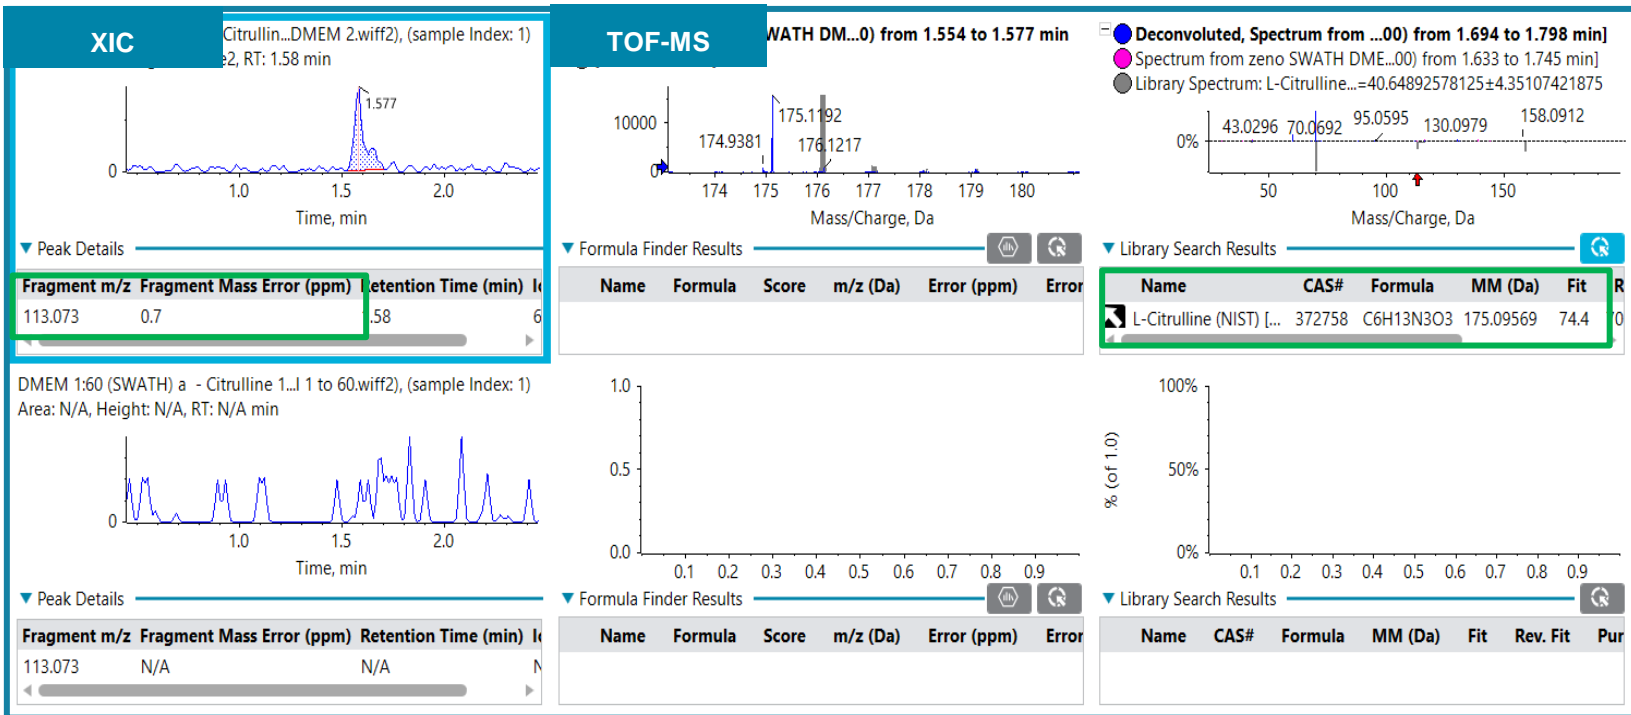 XIC
Citrullin...DMEM 2.wiff2), (sample Index: 1)
e2, RT: 1.58 min
1.577
0
1.0 1.5 2.0
Time, min
Peak Details
Fragment m/z Fragment Mass Error (ppm) Retention Time (min)
113.073 0.7 1.58 6
TOF-MS
WATH DM...0) from 1.554 to 1.577 min
10000
0
174.9381 175.1192 176.1217
174 175 176 177 178 179 180
Mass/Charge, Da
Formula Finder Results
Name Formula Score m/z (Da) Error (ppm) Error
Deconvoluted, Spectrum from ...00) from 1.694 to 1.798 min]
Spectrum from zeno SWATH DME...00) from 1.633 to 1.745 min]
Library Spectrum: L-Citrulline...=40.64892578125±4.35107421875
0%
43.0296 70.0692 95.0595 130.0979 158.0912
50 100 150
Mass/Charge, Da
Library Search Results
Name CAS# Formula MM (Da) Fit R
L-Citrulline (NIST) [... 372758 C6H13N3O3 175.09569 74.4 70
DMEM 1:60 (SWATH) a - Citrulline 1...l 1 to 60.wiff2), (sample Index: 1)
Area: N/A, Height: N/A, RT: N/A min
0
1.0 1.5 2.0
Time, min
Peak Details
Fragment m/z Fragment Mass Error (ppm) Retention Time (min)
113.073 N/A N/A N
1.0
0.5
0.0
0.1 0.2 0.3 0.4 0.5 0.6 0.7 0.8 0.9
Formula Finder Results
Name Formula Score m/z (Da) Error (ppm) Error
% (of 1.0)
100%
50%
0%
0.1 0.2 0.3 0.4 0.5 0.6 0.7 0.8 0.9
Library Search Results
Name CAS# Formula MM (Da) Fit Rev. Fit Pur